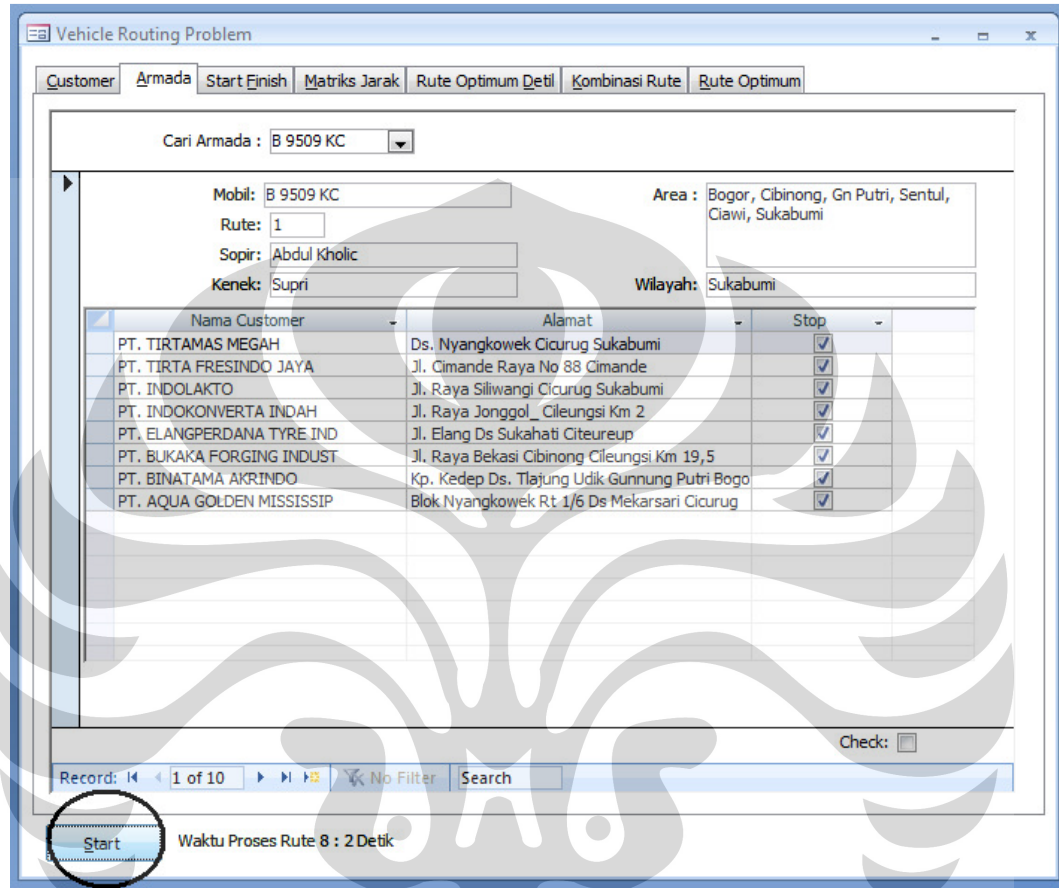 Vehicle Routing Problem
Customer Armada Start Finish Matriks Jarak Rute Optimum Detil Kombinasi Rute Rute Optimum
Cari Armada : B 9509 KC
Mobil: B 9509 KC
Area : Bogor, Cibinong, Gn Putri, Sentul,
Ciawi, Sukabumi
Rute: 1
Sopir: Abdul Kholic
Kenek: Supri
Wilayah: Sukabumi
Nama Customer Alamat Stop
PT. TIRTAMAS MEGAH Ds. Nyangkowek Cicurug Sukabumi
PT. TIRTA FRESINDO JAYA Jl. Cimande Raya No 88 Cimande
PT. INDOLAKTO Jl. Raya Siliwangi Cicurug Sukabumi
PT. INDOKONVERTA INDAH Jl. Raya Jonggol_ Cileungsi Km 2
PT. ELANGPERDANA TYRE IND Jl. Elang Ds Sukahati Citeureup
PT. BUKAKA FORGING INDUST Jl. Raya Bekasi Cibinong Cileungsi Km 19,5
PT. BINATAMA AKRINDO Kp. Kedep Ds. Tlajung Udik Gunnung Putri Bogo
PT. AQUA GOLDEN MISSISSIP Blok Nyangkowek Rt 1/6 Ds Mekarsari Cicurug
Check:
Record: 1 of 10 No Filter Search
Start Waktu Proses Rute 8 : 2 Detik